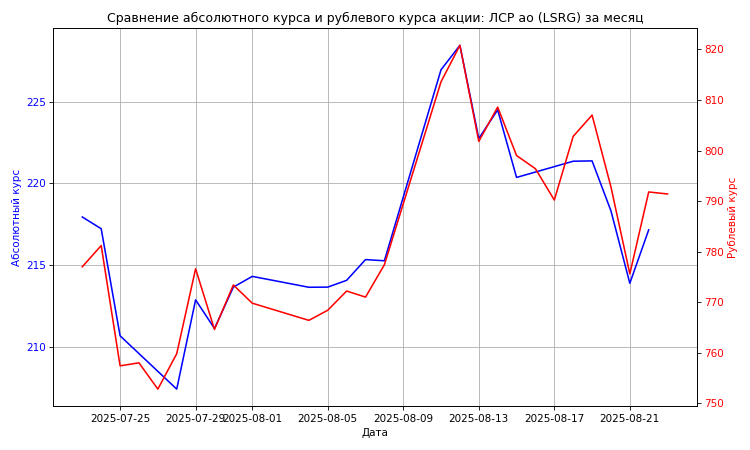 Сравнение абсолютного курса и рублевого курса акции: ЛСР ао (LSRG) за месяц
Абсолютный курс
225
220
215
210
820
810
800
790
780
770
760
750
Рублевый курс
2025-07-25 2025-07-29 2025-08-01 2025-08-05 2025-08-09 2025-08-13 2025-08-17 2025-08-21
Дата